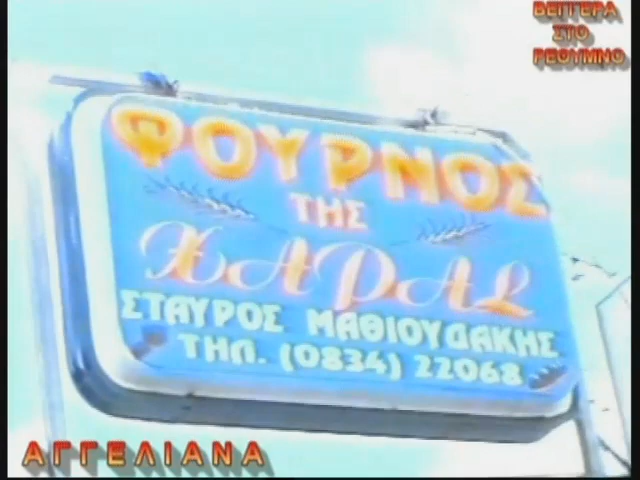 ΒΕΓΓΕΡΑ
ΣΤΟ
ΡΕΘΥΜΝΟ
ΦΟΥΡΝΟΣ
ΤΗΣ
ΧΑΡΑΣ
ΣΤΑΥΡΟΣ ΜΑΘΙΟΥΔΑΚΗΣ
ΤΗΛ. (0834) 22068
ΑΓΓΕΛΙΑΝΑ